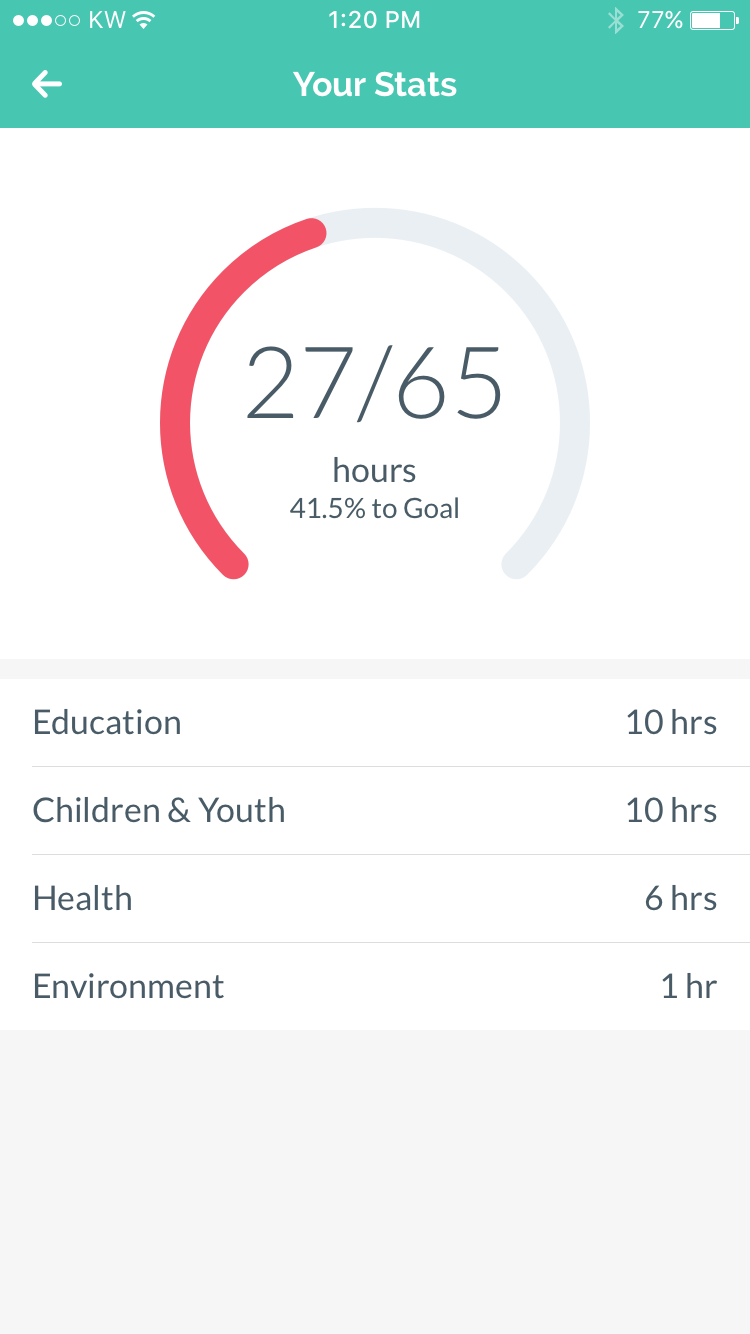 KW 1:20 PM 77%
Your Stats
27/65
hours
41.5% to Goal
Education 10 hrs
Children & Youth 10 hrs
Health 6 hrs
Environment 1 hr